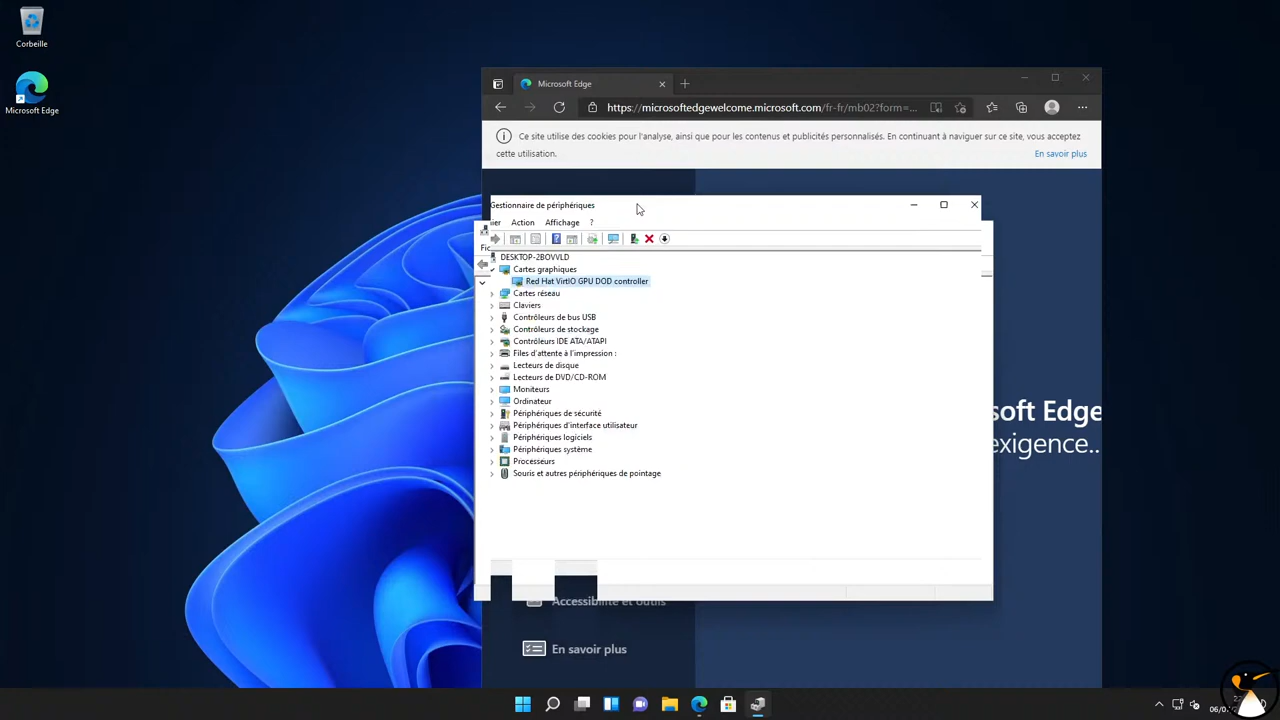 Corbeille
Microsoft Edge
Microsoft Edge
https://microsoftedgewelcome.microsoft.com/fr-fr/mb02?form=...
Ce site utilise des cookies pour l'analyse, ainsi que pour les contenus et publicités personnalisés. En continuant à naviguer sur ce site, vous acceptez
cette utilisation.
En savoir plus
Gestionnaire de périphériques
ier Action Affichage ?
DESKTOP-2BOVVLD
Cartes graphiques
Red Hat VirtIO GPU DOD controller
Cartes réseau
Claviers
Contrôleurs de bus USB
Contrôleurs de stockage
Contrôleurs IDE ATA/ATAPI
Files d'attente à l'impression :
Lecteurs de disque
Lecteurs de DVD/CD-ROM
Moniteurs
Ordinateur
Périphériques de sécurité
Périphériques d'interface utilisateur
Périphériques logiciels
Périphériques système
Processeurs
Souris et autres périphériques de pointage
soft Edge
exigence...
Accessibilité et outils
En savoir plus